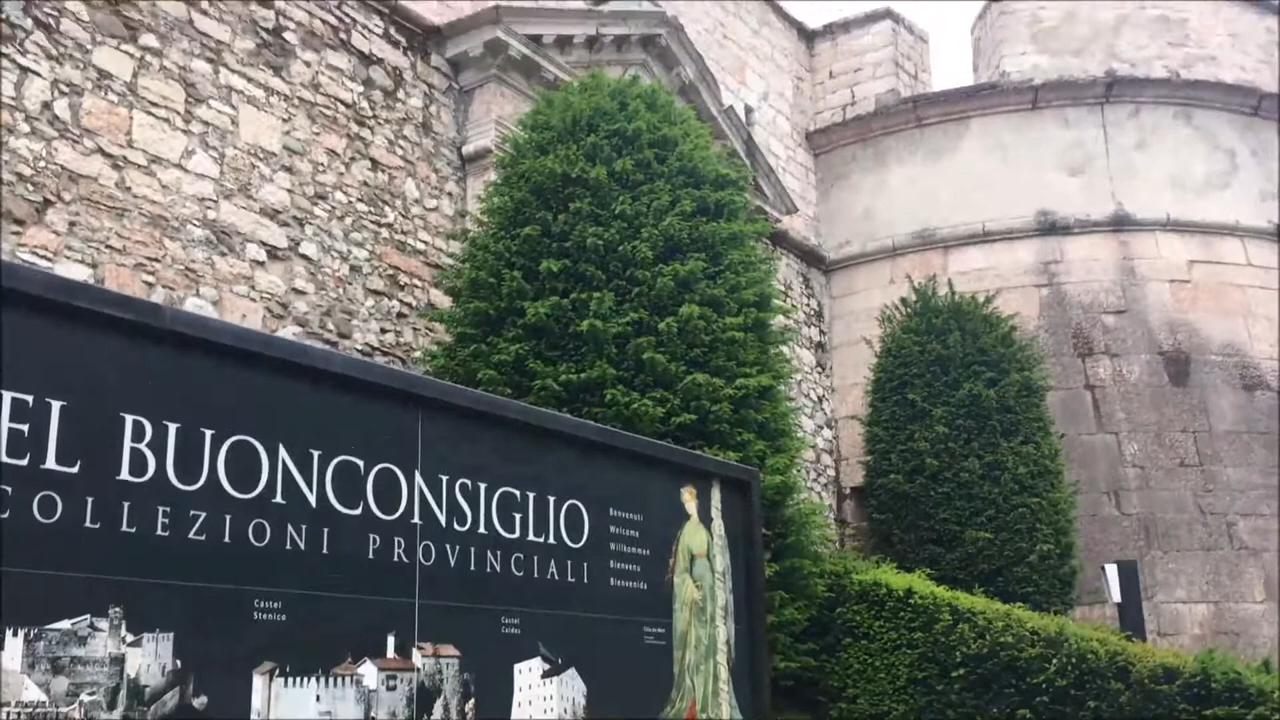 EL BUONCONSIGLIO
COLLEZIONI PROVINCIALI
Benvenuti
Welcome
Willkommen
Bienvenu
Bienvenida
Castel
Stenico
Castel
Caldes